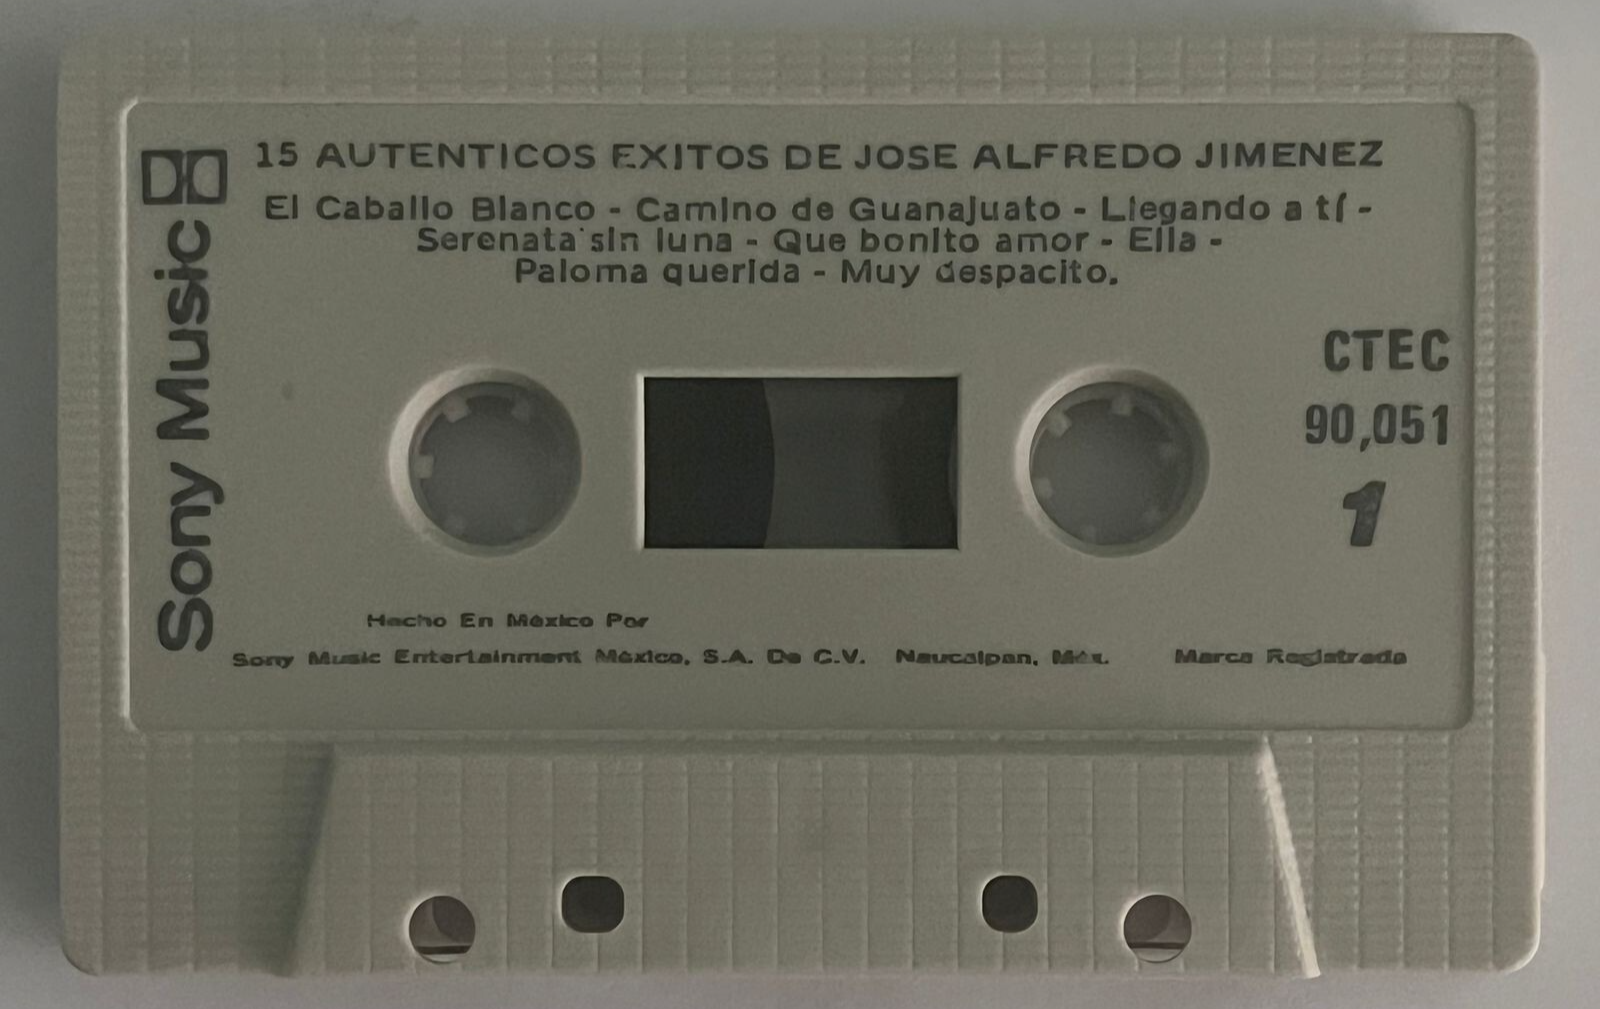 15 AUTENTICOS EXITOS DE JOSE ALFREDO JIMENEZ
El Caballo Blanco - Camino de Guanajuato - Llegando a tí -
Serenata sin luna - Que bonito amor - Ella -
Paloma querida - Muy despacito.
Sony Music
CTEC
90,051
1
Hecho En México Por
Sony Music Entertainment México, S.A. De C.V. Naucalpan, Méx. Marca Registrada